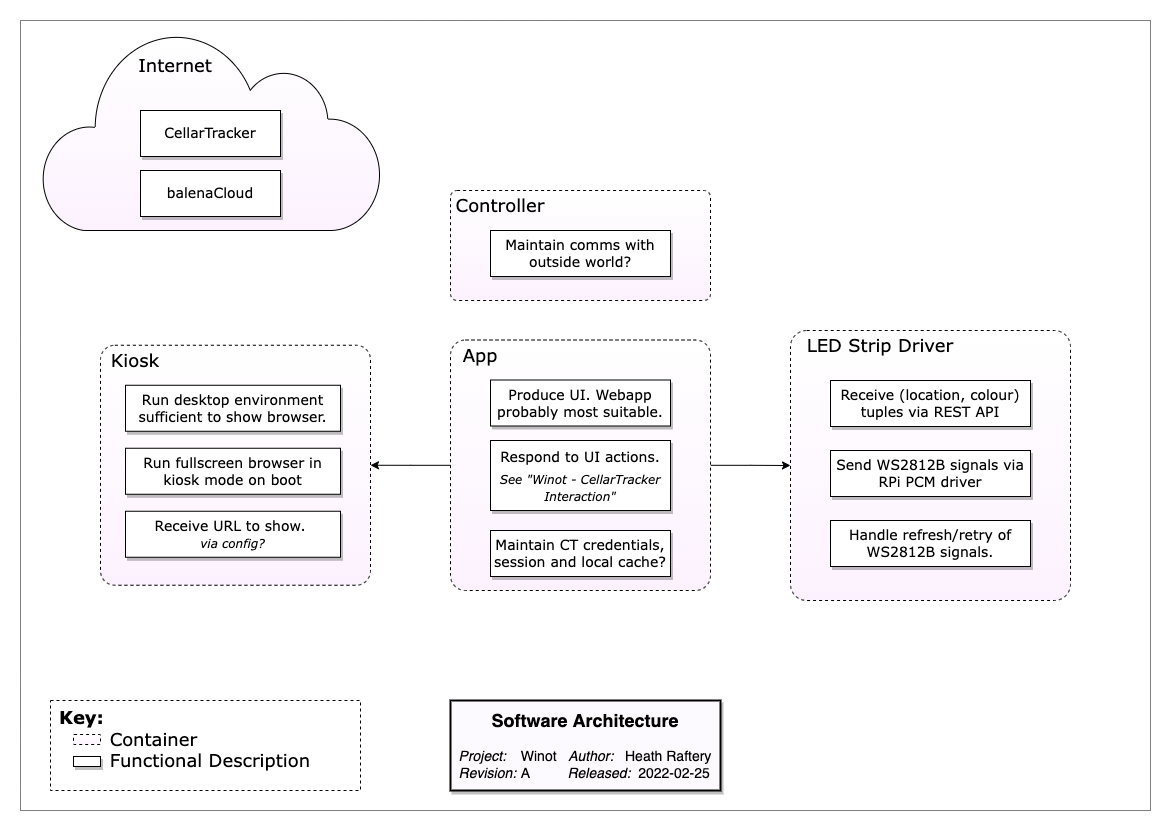 Internet
CellarTracker
balenaCloud
Controller
Maintain comms with
outside world?
Kiosk
Run desktop environment
sufficient to show browser.
Run fullscreen browser in
kiosk mode on boot
Receive URL to show.
via config?
App
Produce UI. Webapp
probably most suitable.
Respond to UI actions.
See "Winot - CellarTracker
Interaction"
Maintain CT credentials,
session and local cache?
LED Strip Driver
Receive (location, colour)
tuples via REST API
Send WS2812B signals via
RPi PCM driver
Handle refresh/retry of
WS2812B signals.
Key:
Container
Functional Description
Software Architecture
Project: Winot Author: Heath Raftery
Revision: A Released: 2022-02-25